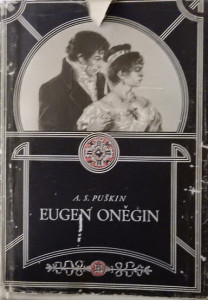 A. S. PUŠKIN
EUGEN ONĚGIN